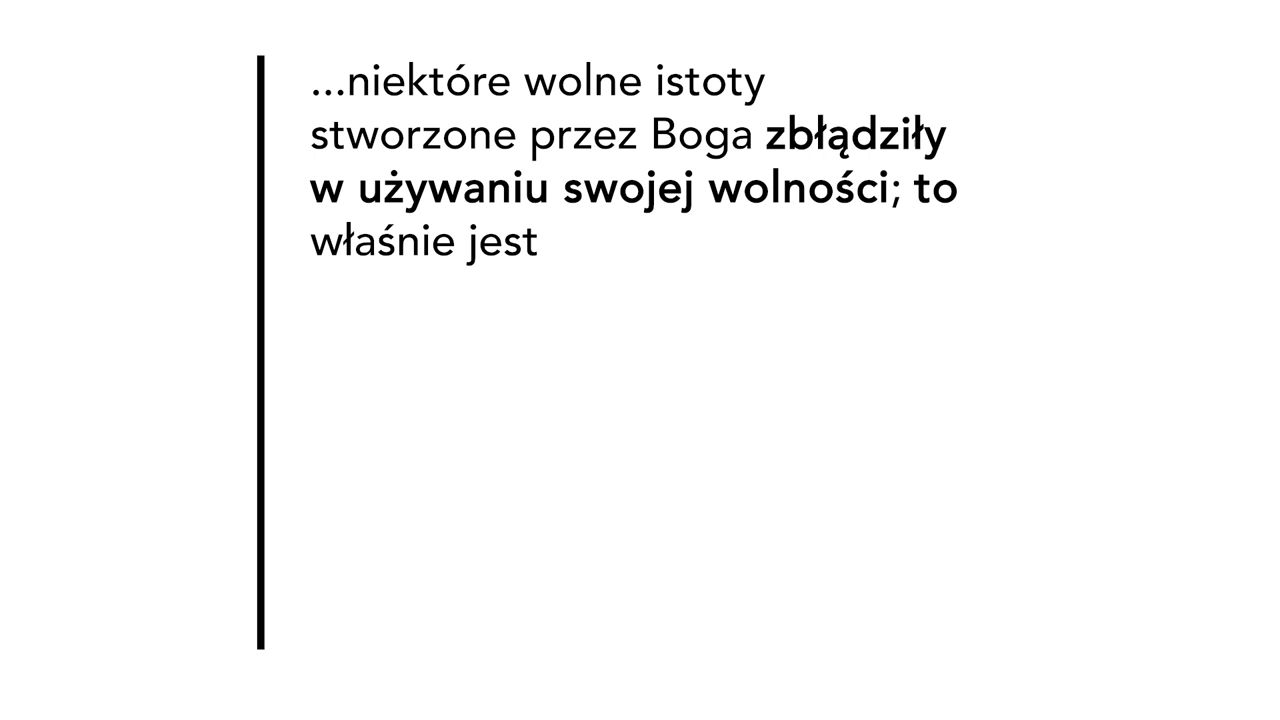 ...niektóre wolne istoty
stworzone przez Boga zbłądziły
w używaniu swojej wolności; to
właśnie jest